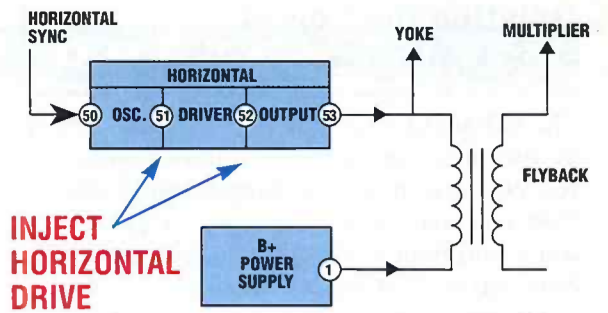 HORIZONTAL
SYNC
YOKE
MULTIPLIER
HORIZONTAL
50 OSC. 51 DRIVER 52 OUTPUT 53
FLYBACK
INJECT
HORIZONTAL
DRIVE
B+
POWER
SUPPLY
1